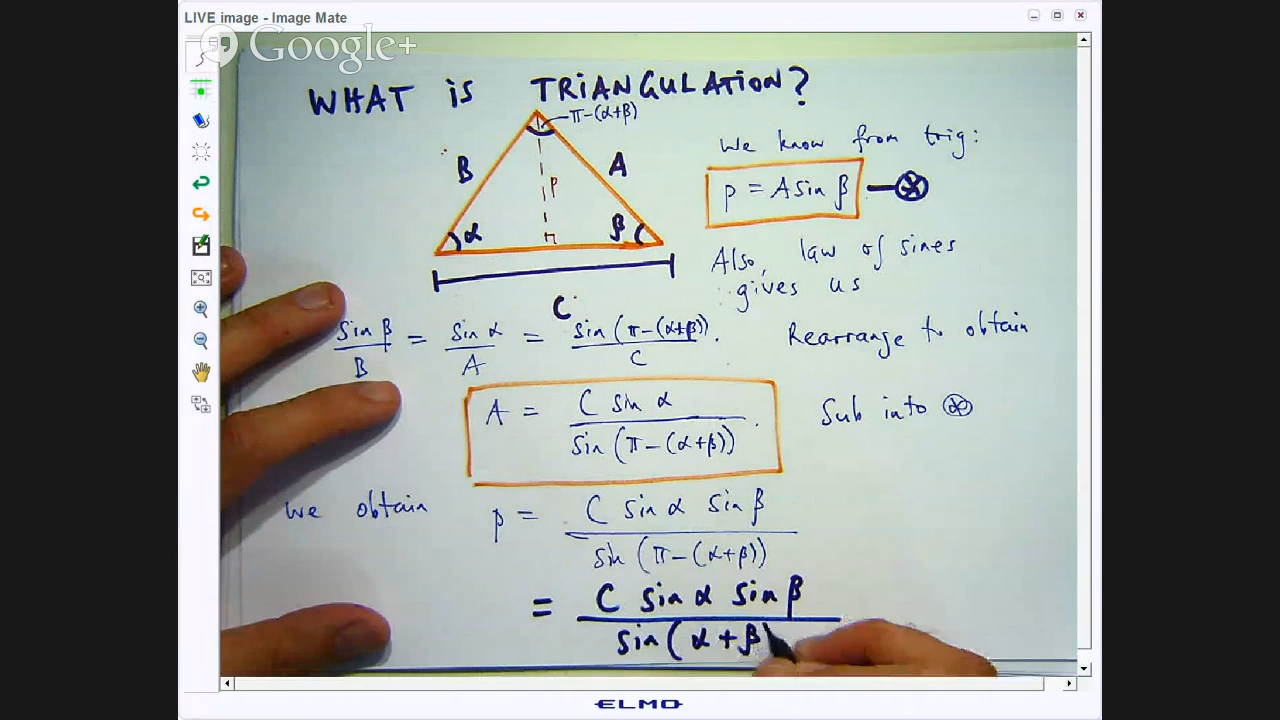 LIVE image - Image Mate
Google+
WHAT is TRIANGULATION?
π-(α+β)
B
A
p
α
β
C
We know from trig:
p = A sin β
⊛
Also, law of sines
gives us
sin β / B = sin α / A = sin (π-(α+β)) / C .
Rearrange to obtain
A = C sin α / sin (π-(α+β)) .
Sub into ⊛
We obtain p = C sin α sin β / sin (π-(α+β))
= C sin α sin β / sin (α+β)
ELMO